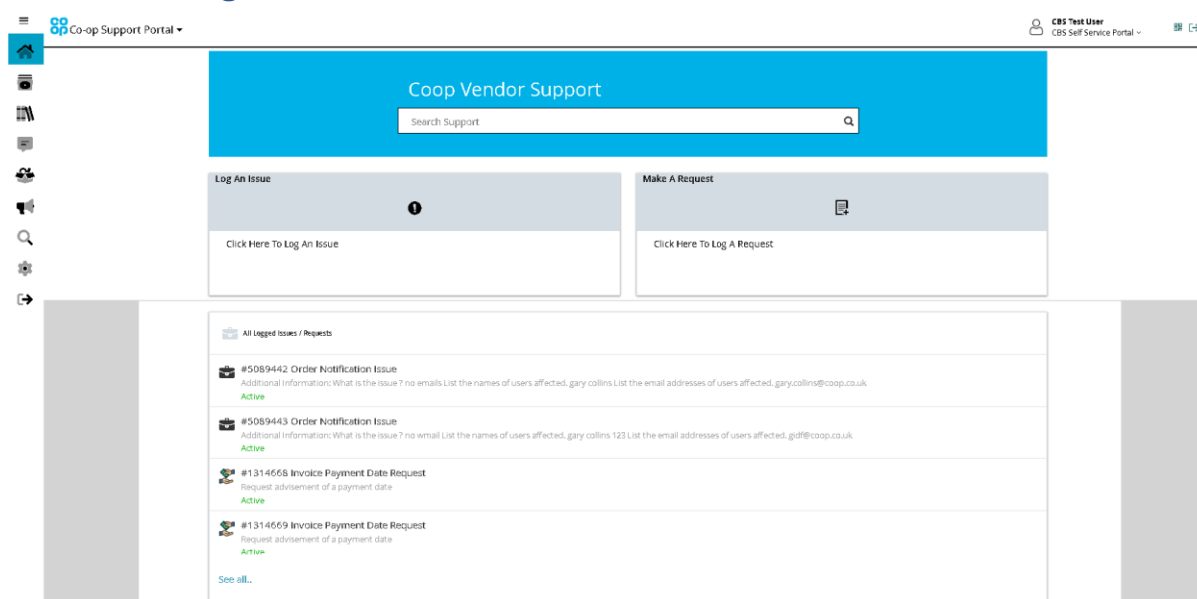 co
op Co-op Support Portal
CBS Test User
CBS Self Service Portal
Coop Vendor Support
Search Support
Log An Issue
Make A Request
Click Here To Log An Issue
Click Here To Log A Request
All Logged Issues / Requests
#5089442 Order Notification Issue
Additional Information: What is the issue ? no emails List the names of users affected, gary collins List the email addresses of users affected, gary.collins@coop.co.uk
Active
#5089443 Order Notification Issue
Additional Information: What is the issue ? no wmail List the names of users affected, gary collins 123 List the email addresses of users affected, gidf@coop.co.uk
Active
#1314668 Invoice Payment Date Request
Request advisement of a payment date
Active
#1314669 Invoice Payment Date Request
Request advisement of a payment date
Active
See all..